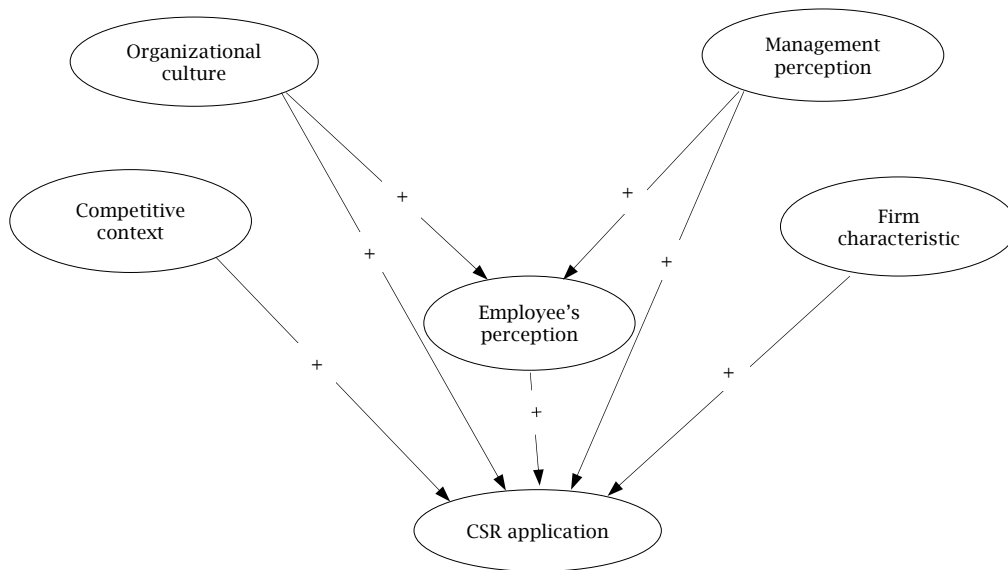 Organizational
culture
Management
perception
Competitive
context
Firm
characteristic
+
+
+
+
Employee's
perception
+
+
+
CSR application